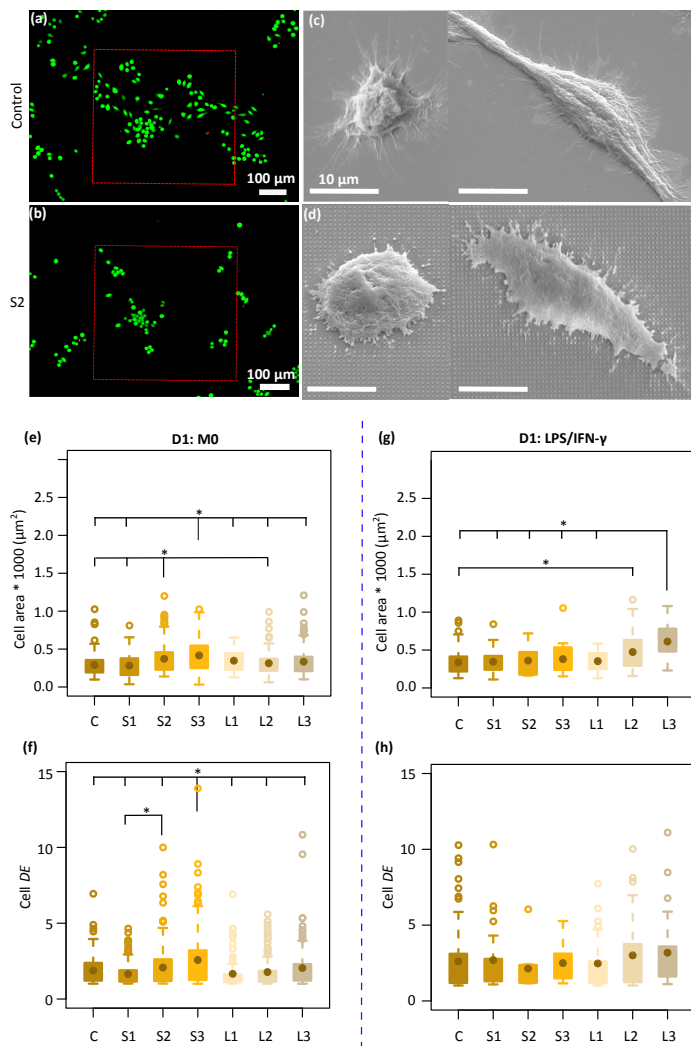 (a)
(c)
Control
100 µm
10 µm
(b)
(d)
S2
100 µm
(e)
D1: M0
Cell area * 1000 (µm²)
2.5
2.0
1.5
1.0
0.5
0.0
*
*
C S1 S2 S3 L1 L2 L3
(g)
D1: LPS/IFN-γ
Cell area * 1000 (µm²)
2.5
2.0
1.5
1.0
0.5
0.0
*
*
C S1 S2 S3 L1 L2 L3
(f)
Cell DE
15
10
5
0
*
*
C S1 S2 S3 L1 L2 L3
(h)
Cell DE
15
10
5
0
C S1 S2 S3 L1 L2 L3